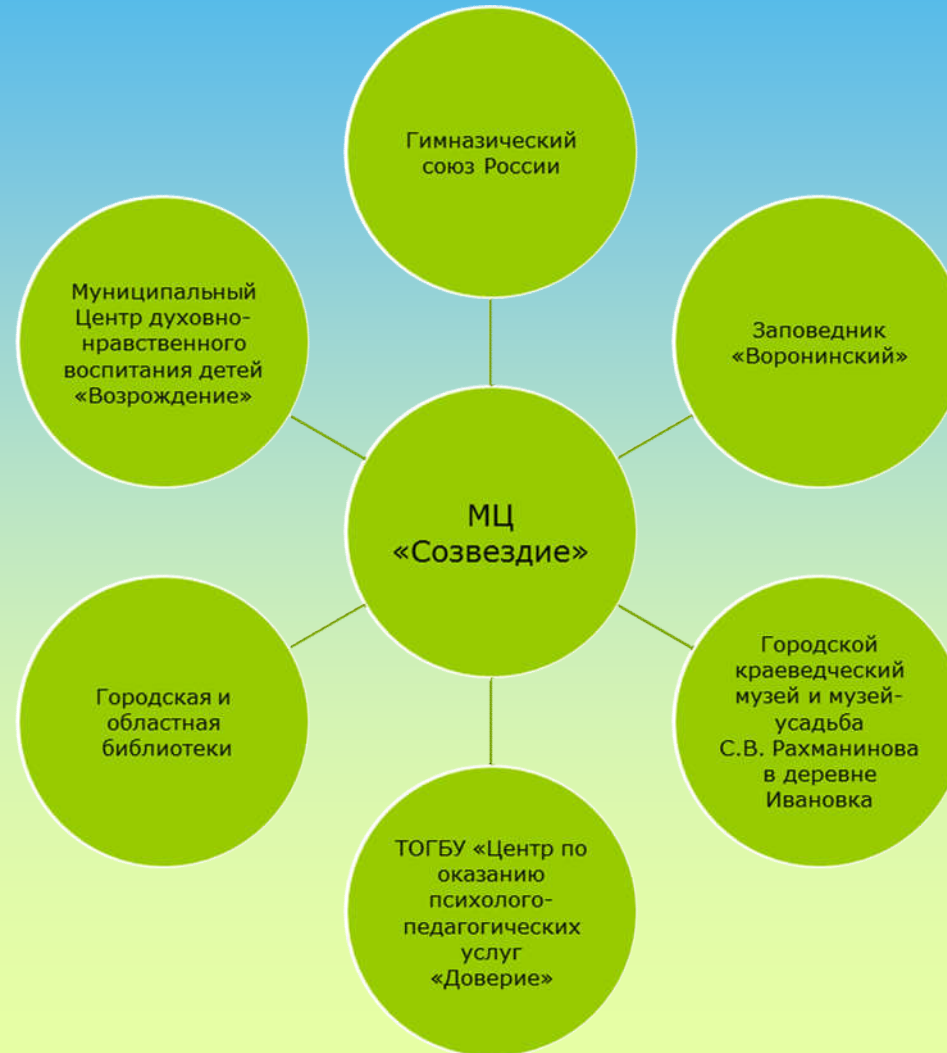 Гимназический
союз России
Муниципальный
Центр духовно-
нравственного
воспитания детей
«Возрождение»
Заповедник
«Воронинский»
МЦ
«Созвездие»
Городская и
областная
библиотеки
Городской
краеведческий
музей и музей-
усадьба
С.В. Рахманинова
в деревне
Ивановка
ТОГБУ «Центр по
оказанию
психолого-
педагогических
услуг
«Доверие»